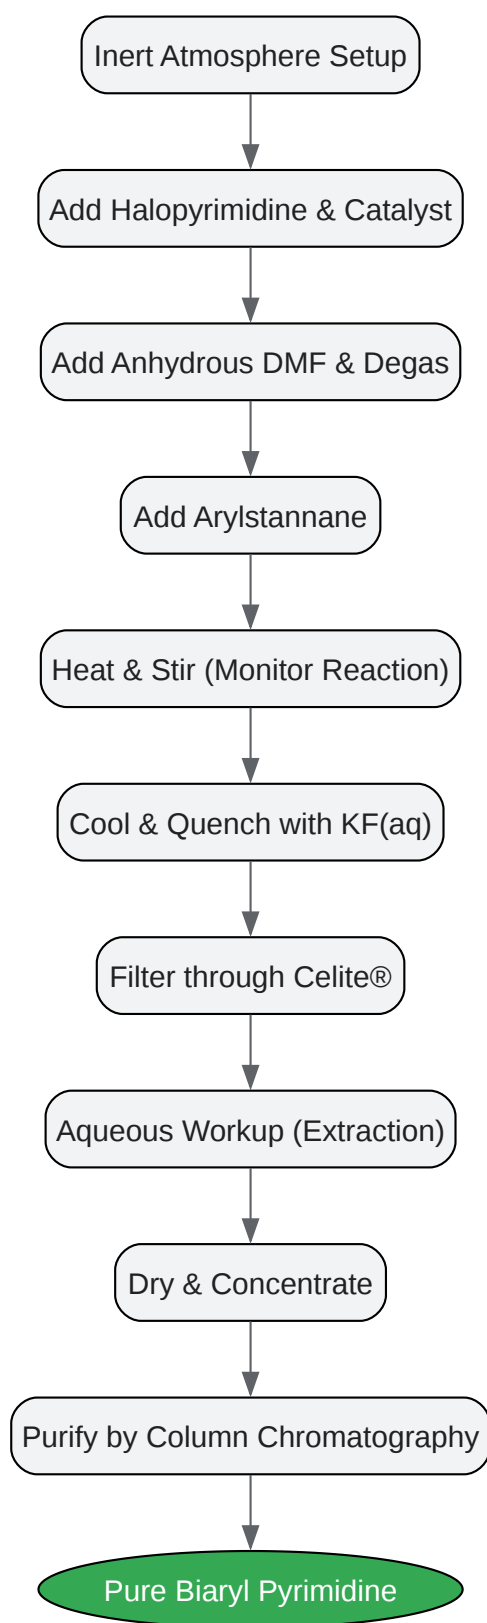 Inert Atmosphere Setup
Add Halopyrimidine & Catalyst
Add Anhydrous DMF & Degas
Add Arylstannane
Heat & Stir (Monitor Reaction)
Cool & Quench with KF(aq)
Filter through Celite®
Aqueous Workup (Extraction)
Dry & Concentrate
Purify by Column Chromatography
Pure Biaryl Pyrimidine